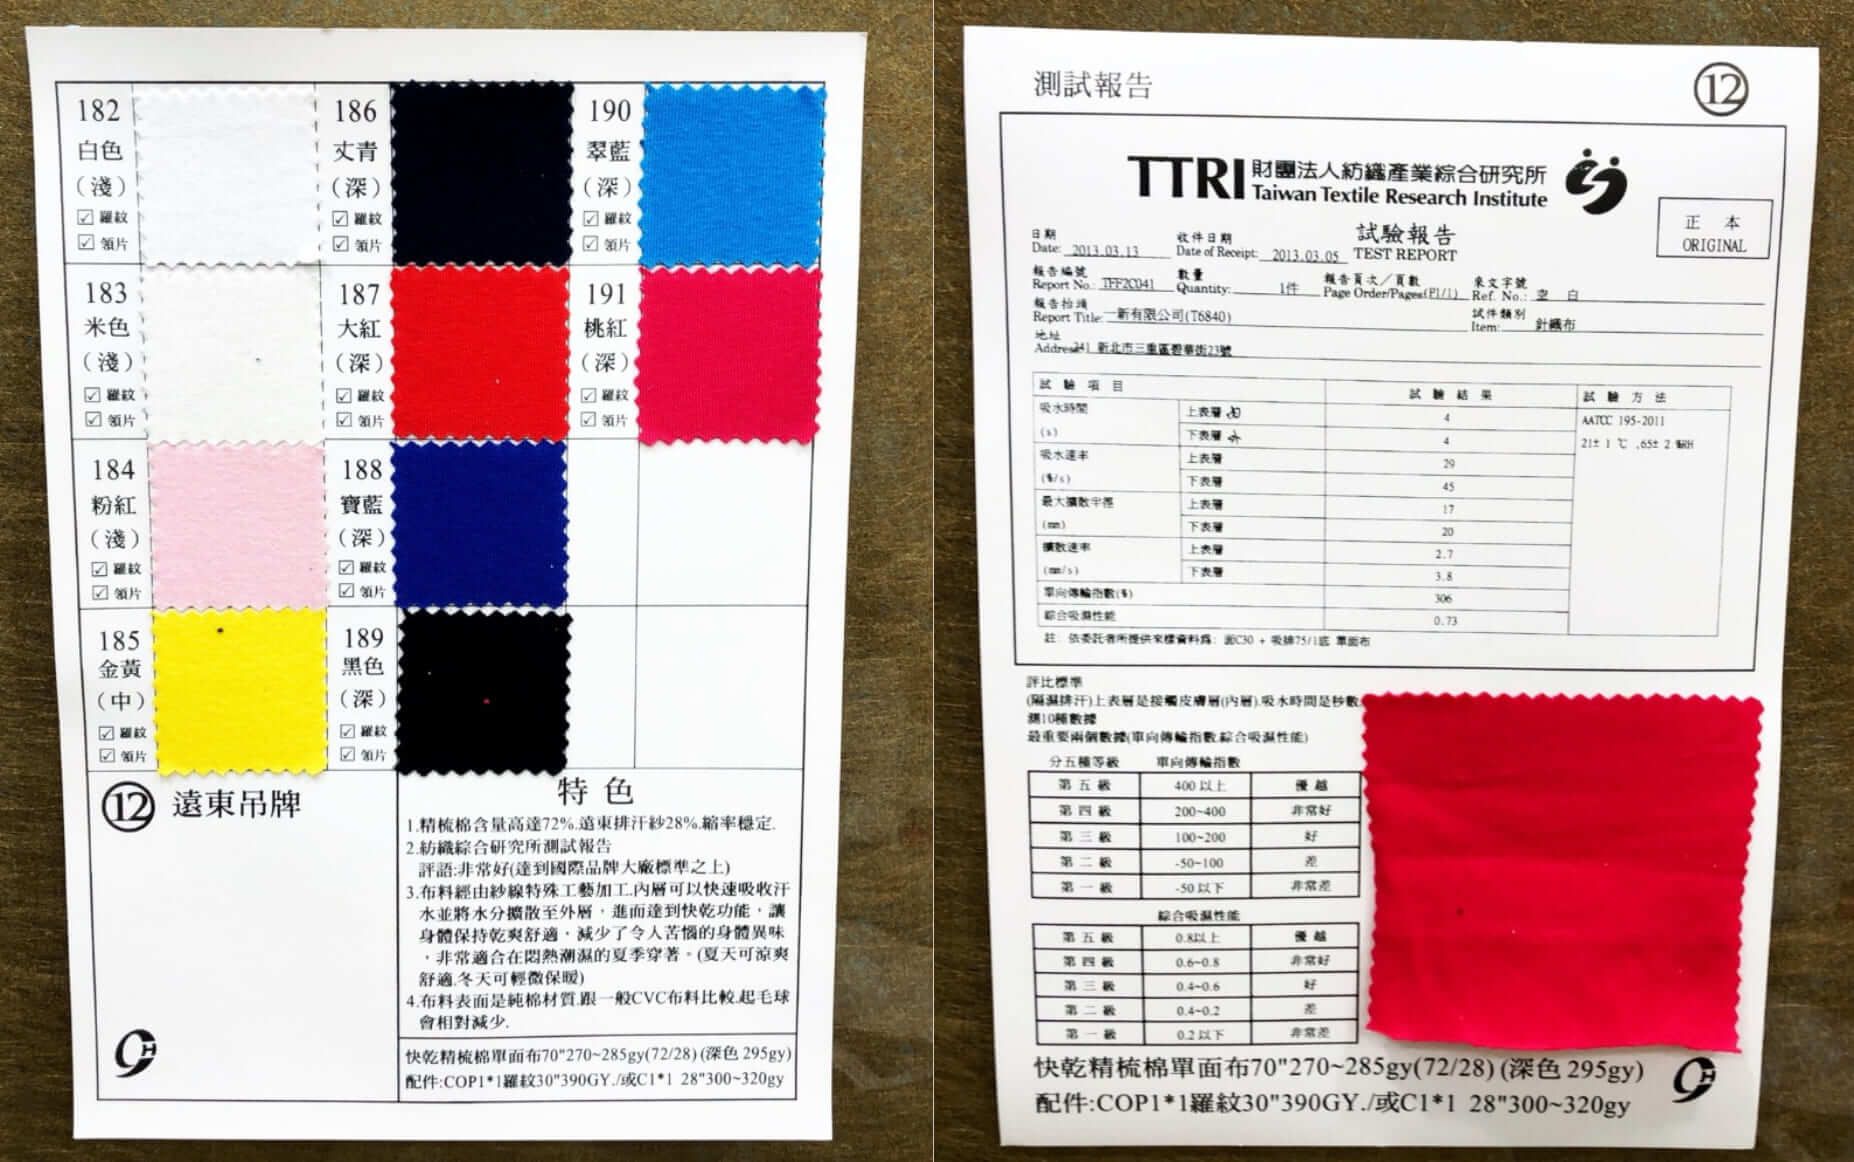 182
白色
(淺)
☑ 羅紋
☑ 領片
186
丈青
(深)
☑ 羅紋
☑ 領片
190
翠藍
(深)
☑ 羅紋
☑ 領片
183
米色
(淺)
☑ 羅紋
☑ 領片
187
大紅
(深)
☑ 羅紋
☑ 領片
191
桃紅
(深)
☑ 羅紋
☑ 領片
184
粉紅
(淺)
☑ 羅紋
☑ 領片
188
寶藍
(深)
☑ 羅紋
☑ 領片
185
金黃
(中)
☑ 羅紋
☑ 領片
189
黑色
(深)
☑ 羅紋
☑ 領片
⑫ 遠東吊牌
特色
1.精梳棉含量高達72%.遠東排汗紗28%.縮率穩定.
2.紡織綜合研究所測試報告
評語:非常好(達到國際品牌大廠標準之上)
3.布料經由紗線特殊工藝加工.內層可以快速吸收汗
水並將水分擴散至外層，進而達到快乾功能，讓
身體保持乾爽舒適，減少了令人苦惱的身體異味
，非常適合在悶熱潮濕的夏季穿著。(夏天可涼爽
舒適.冬天可輕微保暖)
4.布料表面是純棉材質.跟一般CVC布料比較.起毛球
會相對減少.
快乾精梳棉單面布70"270~285gy(72/28) (深色 295gy)
配件:COP1*1羅紋30"390GY./或C1*1 28"300~320gy
測試報告
⑫
TTRI 財團法人紡織產業綜合研究所
Taiwan Textile Research Institute
正 本
ORIGINAL
試驗報告
TEST REPORT
日期
Date: 2013.03.13
收件日期
Date of Receipt: 2013.03.05
報告編號
Report No.: TFF2C041
數量
Quantity: 1件
報告頁次／頁數
Page Order/Pages(P1/1)
來文字號
Ref. No.: 空 白
報告抬頭
Report Title: 一新有限公司(T6840)
試件類別
Item: 針織布
地址
Address: 241 新北市三重區碧華街23號
試 驗 項 目 試 驗 結 果 試 驗 方 法
吸水時間 (s) 上表層 4 AATCC 195-2011
下表層 4 21± 1 ℃ ,65± 2 %RH
吸水速率 (%/s) 上表層 29
下表層 45
最大擴散半徑 (mm) 上表層 17
下表層 20
擴散速率 (mm/s) 上表層 2.7
下表層 3.8
單向傳輸指數(%) 306
綜合吸濕性能 0.73
註: 依委託者所提供來樣資料為: 面C30 + 吸排75/1底 單面布
評比標準
(隔濕排汗)上表層是接觸皮膚層(內層).吸水時間是秒數
測10種數據
最重要兩個數據(單向傳輸指數.綜合吸濕性能)
分五種等級 單向傳輸指數
第 五 級 400 以上 優 越
第 四 級 200~400 非常好
第 三 級 100~200 好
第 二 級 -50~100 差
第 一 級 -50 以下 非常差
綜合吸濕性能
第 五 級 0.8以上 優 越
第 四 級 0.6~0.8 非常好
第 三 級 0.4~0.6 好
第 二 級 0.4~0.2 差
第 一 級 0.2 以下 非常差
快乾精梳棉單面布70"270~285gy(72/28) (深色 295gy)
配件:COP1*1羅紋30"390GY./或C1*1 28"300~320gy